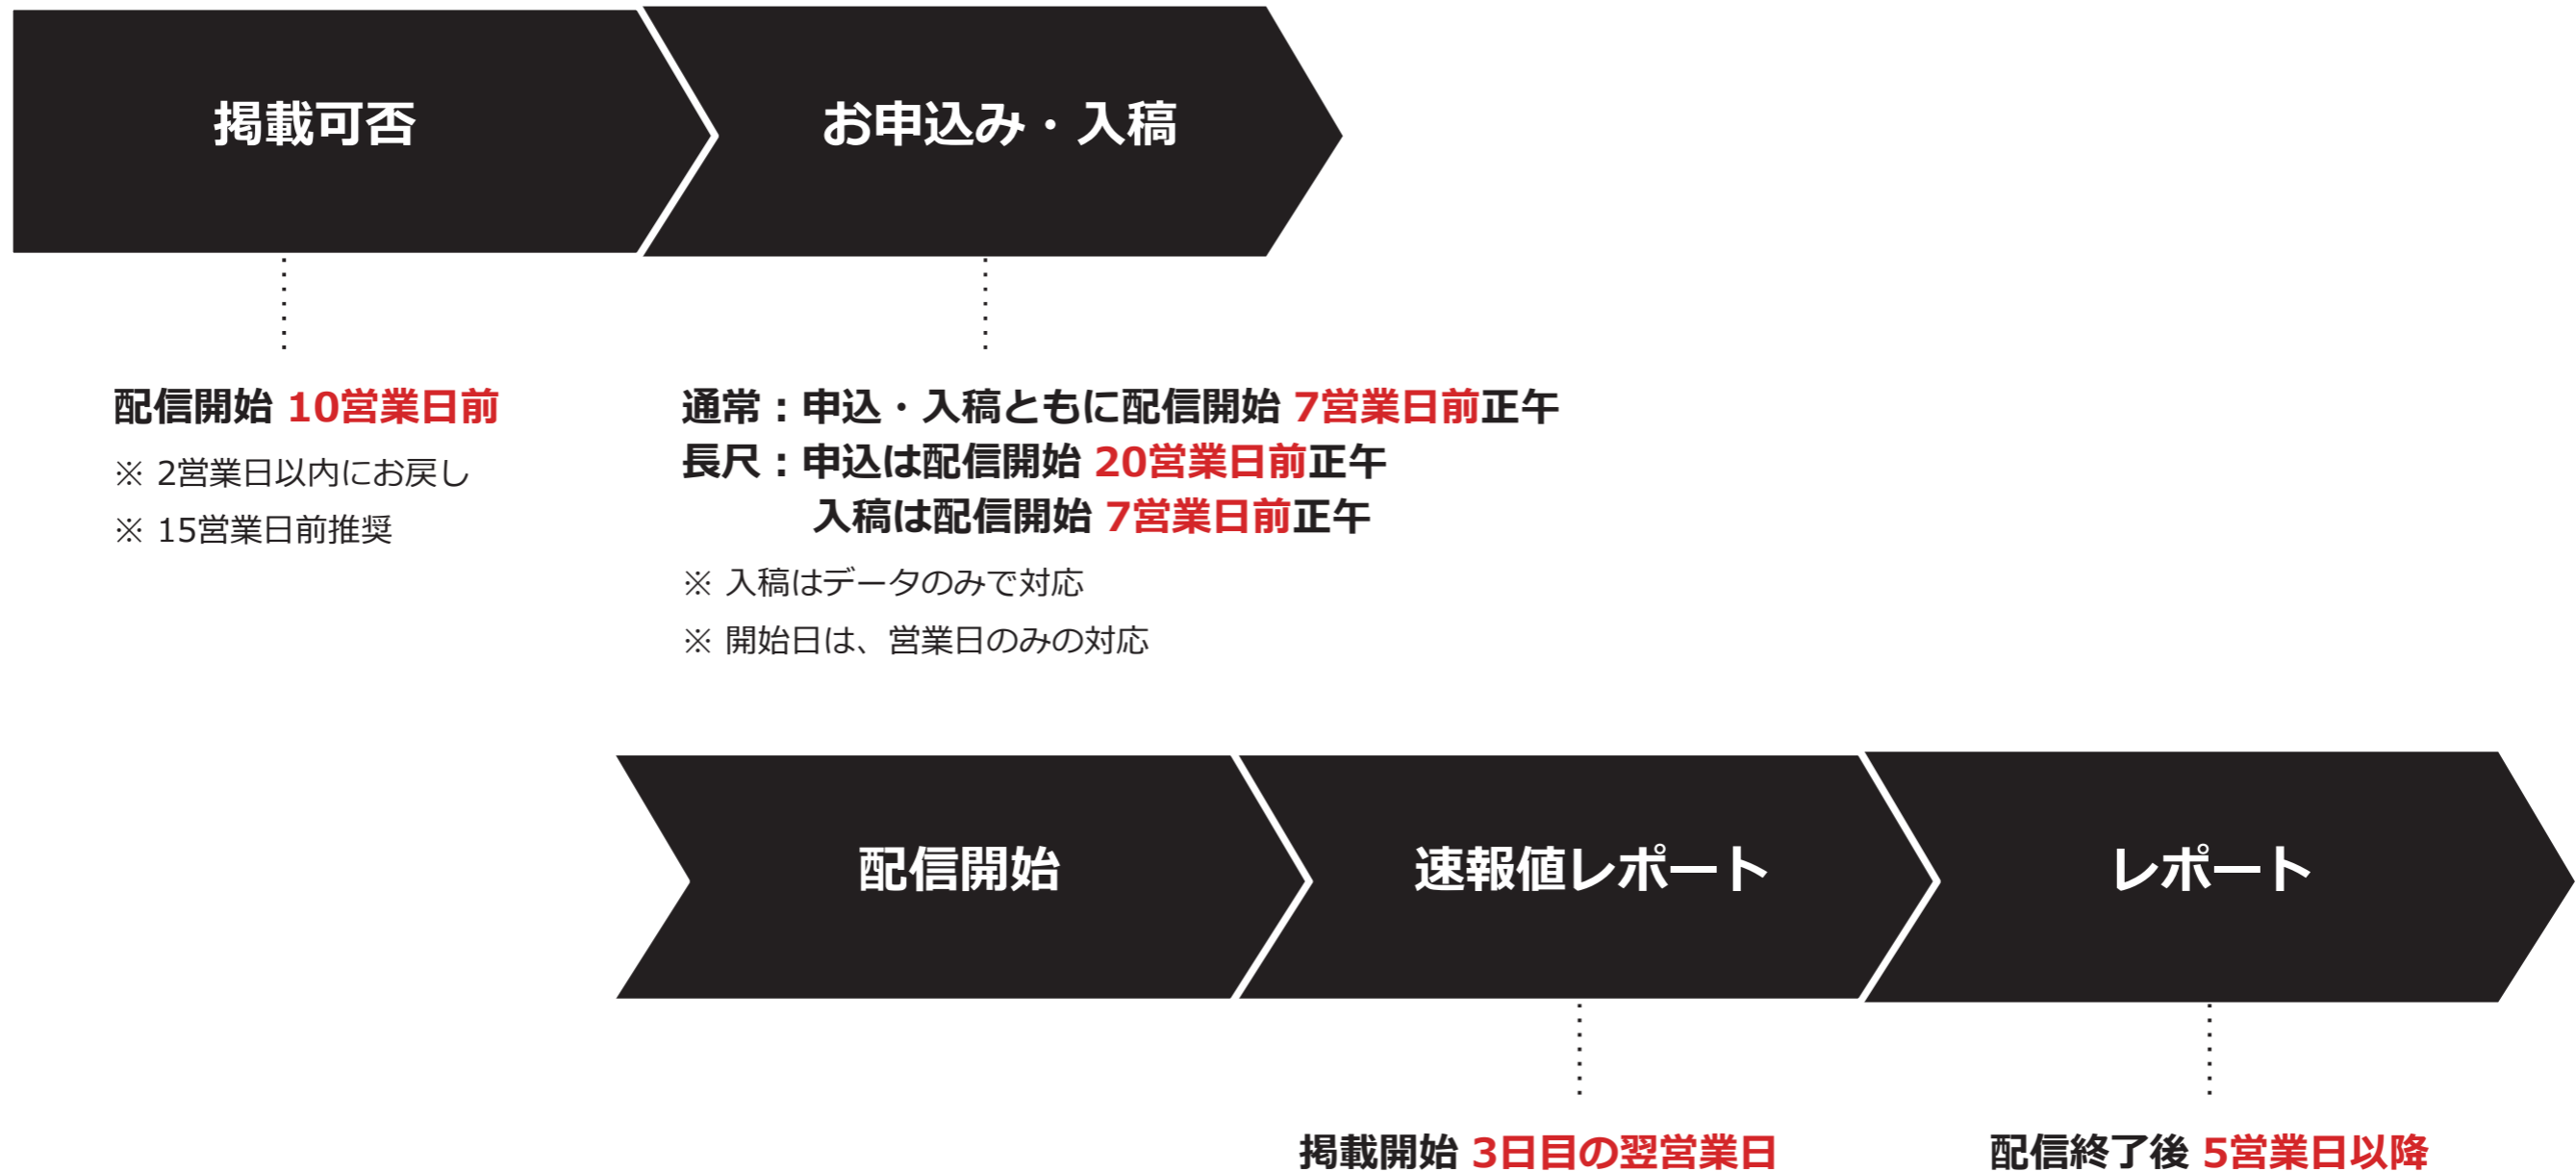 掲載可否
お申込み・入稿
配信開始 10営業日前
※ 2営業日以内にお戻し
※ 15営業日前推奨
通常：申込・入稿ともに配信開始 7営業日前正午
長尺：申込は配信開始 20営業日前正午
入稿は配信開始 7営業日前正午
※ 入稿はデータのみで対応
※ 開始日は、営業日のみの対応
配信開始
速報値レポート
レポート
掲載開始 3日目の翌営業日
配信終了後 5営業日以降